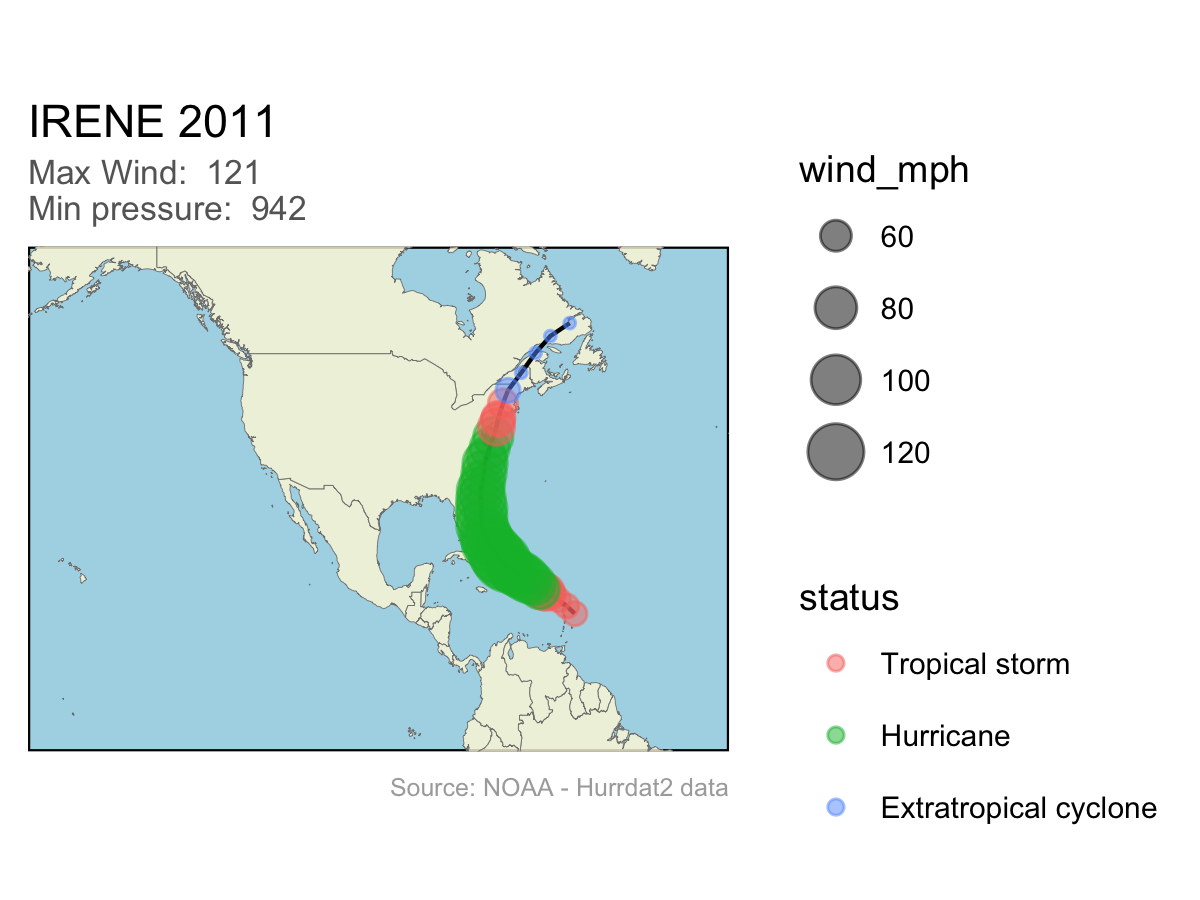 IRENE 2011
Max Wind:  121
Min pressure:  942
wind_mph
60
80
100
120
status
Tropical storm
Hurricane
Extratropical cyclone
Source: NOAA - Hurrdat2 data